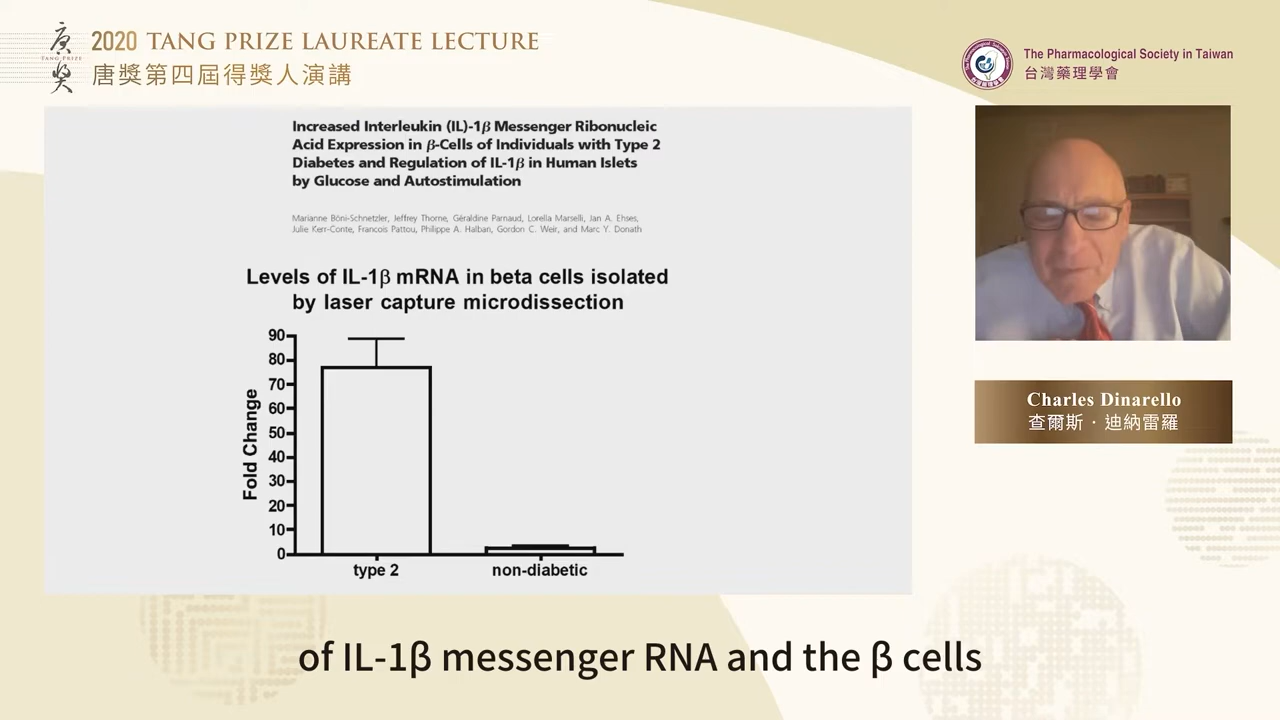 唐獎
TANG PRIZE
2020 TANG PRIZE LAUREATE LECTURE
唐獎第四屆得獎人演講
The Pharmacological Society in Taiwan
台灣藥理學會
Increased Interleukin (IL)-1β Messenger Ribonucleic
Acid Expression in β-Cells of Individuals with Type 2
Diabetes and Regulation of IL-1β in Human Islets
by Glucose and Autostimulation
Marianne Böni-Schnetzler, Jeffrey Thorne, Géraldine Parnaud, Lorella Marselli, Jan A. Ehses,
Julie Kerr-Conte, Francois Pattou, Philippe A. Halban, Gordon C. Weir, and Marc Y. Donath
Levels of IL-1β mRNA in beta cells isolated
by laser capture microdissection
Fold Change
90
80
70
60
50
40
30
20
10
0
type 2
non-diabetic
Charles Dinarello
查爾斯·迪納雷羅
of IL-1β messenger RNA and the β cells